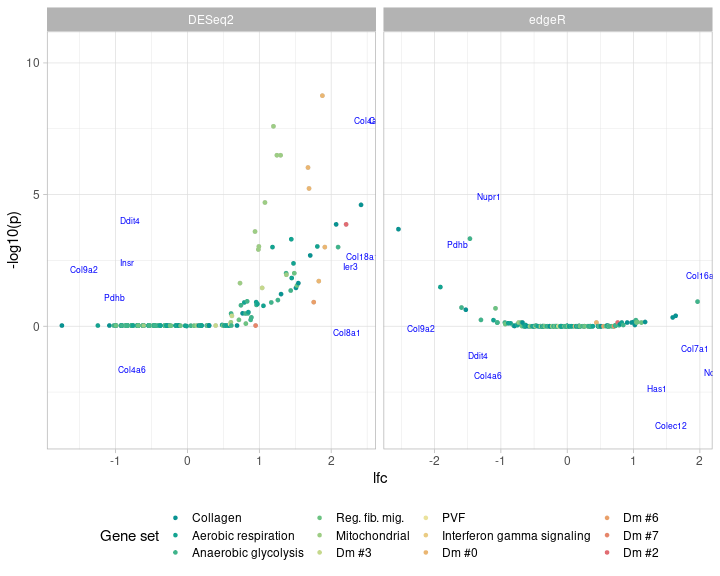 DESeq2 edgeR
10
Col4a
Nupr1
5
Ddit4
Pdhb
Col18a
Insr
Ier3
Col9a2
Col16a
Pdhb
0
Col9a2
Col8a1
Col7a1
Ddit4
Col4a6
No
Col4a6
Has1
Colec12
-log10(p)
-1 0 1 2 -2 -1 0 1 2
lfc
Gene set
Collagen Reg. fib. mig. PVF Dm #6
Aerobic respiration Mitochondrial Interferon gamma signaling Dm #7
Anaerobic glycolysis Dm #3 Dm #0 Dm #2